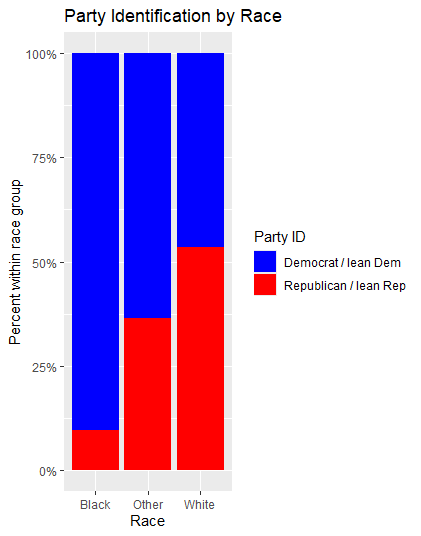 Party Identification by Race
Percent within race group
100%
75%
50%
25%
0%
Black Other White
Race
Party ID
Democrat / lean Dem
Republican / lean Rep